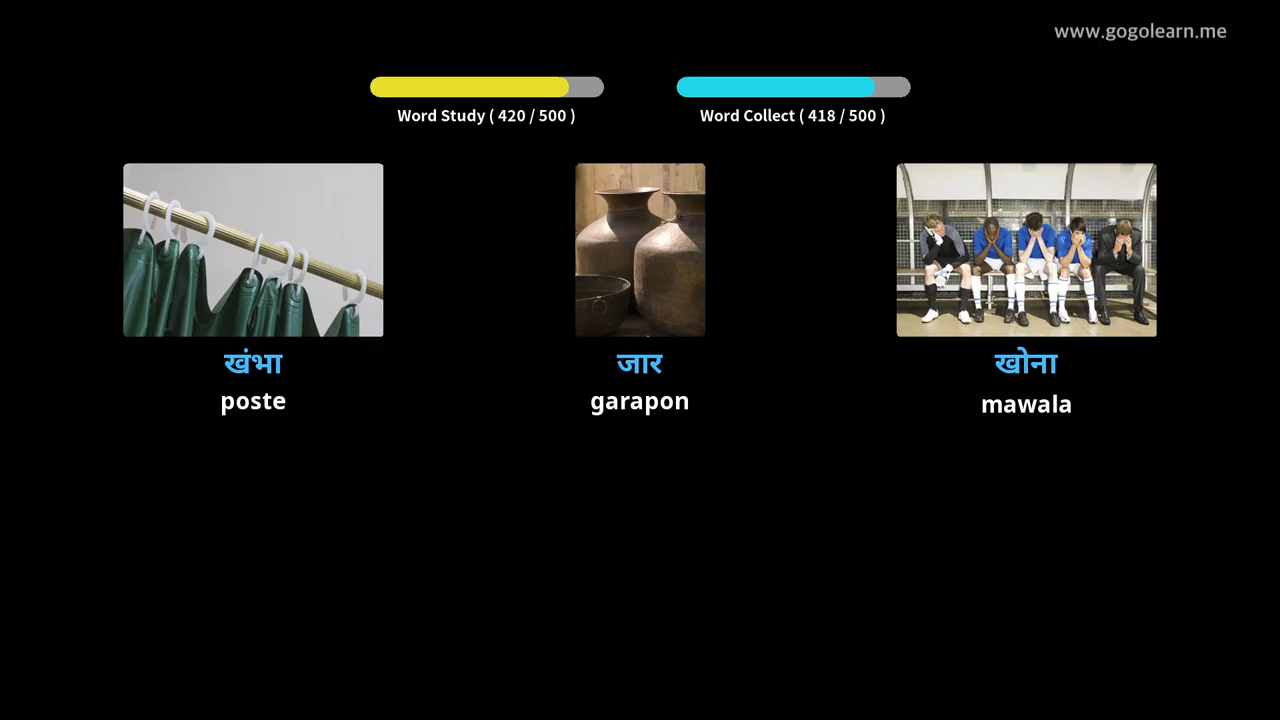 www.gogolearn.me
Word Study ( 420 / 500 )
Word Collect ( 418 / 500 )
खंभा
poste
जार
garapon
खोना
mawala